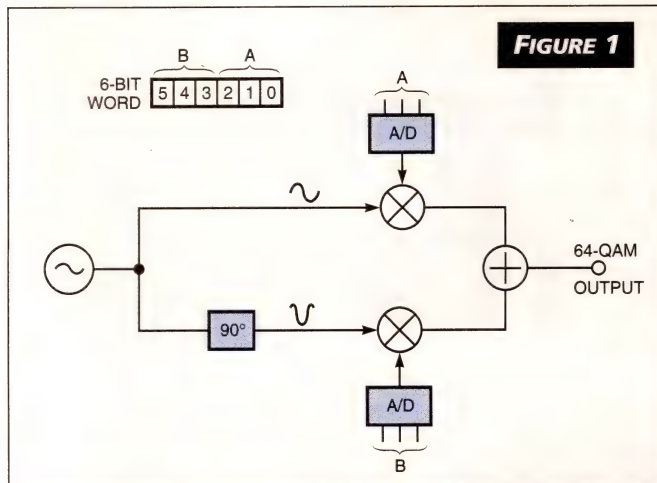 FIGURE 1
B A
6-BIT
WORD
5 4 3 2 1 0
A
A/D
64-QAM
OUTPUT
90°
A/D
B